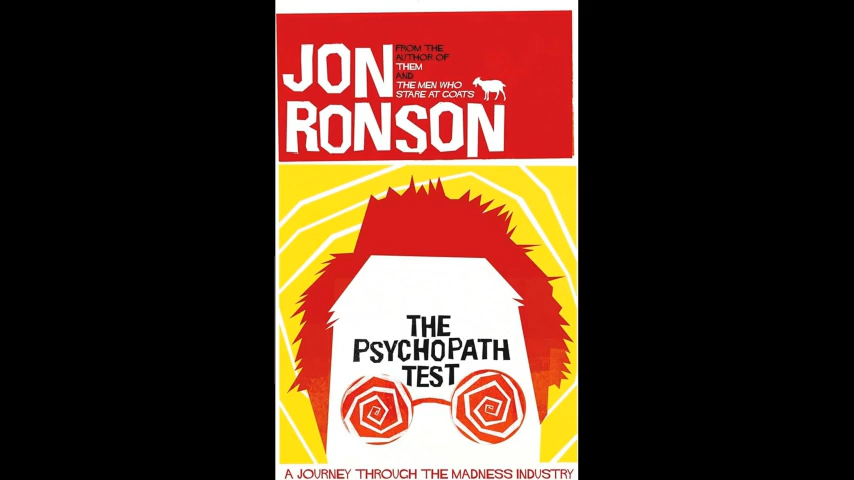 JON
FROM THE
AUTHOR OF
THEM
AND
THE MEN WHO
STARE AT GOATS
RONSON
THE
PSYCHOPATH
TEST
A JOURNEY THROUGH THE MADNESS INDUSTRY